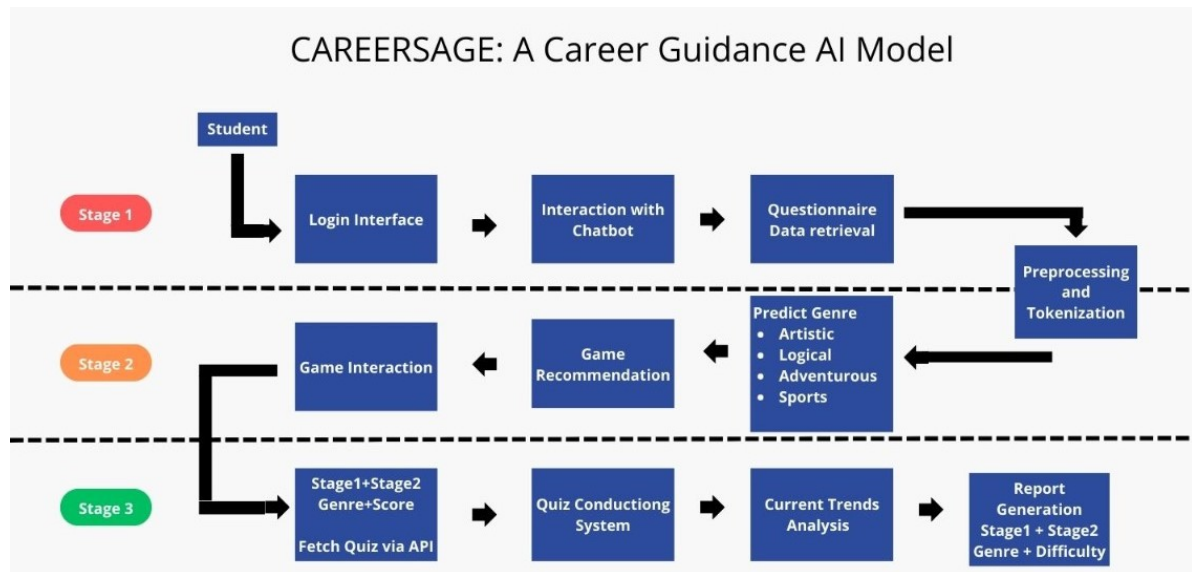 CAREERSAGE: A Career Guidance AI Model
Student
Stage 1
Login Interface
Interaction with
Chatbot
Questionnaire
Data retrieval
Preprocessing
and
Tokenization
Stage 2
Predict Genre
• Artistic
• Logical
• Adventurous
• Sports
Game
Recommendation
Game Interaction
Stage 3
Stage1+Stage2
Genre+Score
Fetch Quiz via API
Quiz Conductiong
System
Current Trends
Analysis
Report
Generation
Stage1 + Stage2
Genre + Difficulty